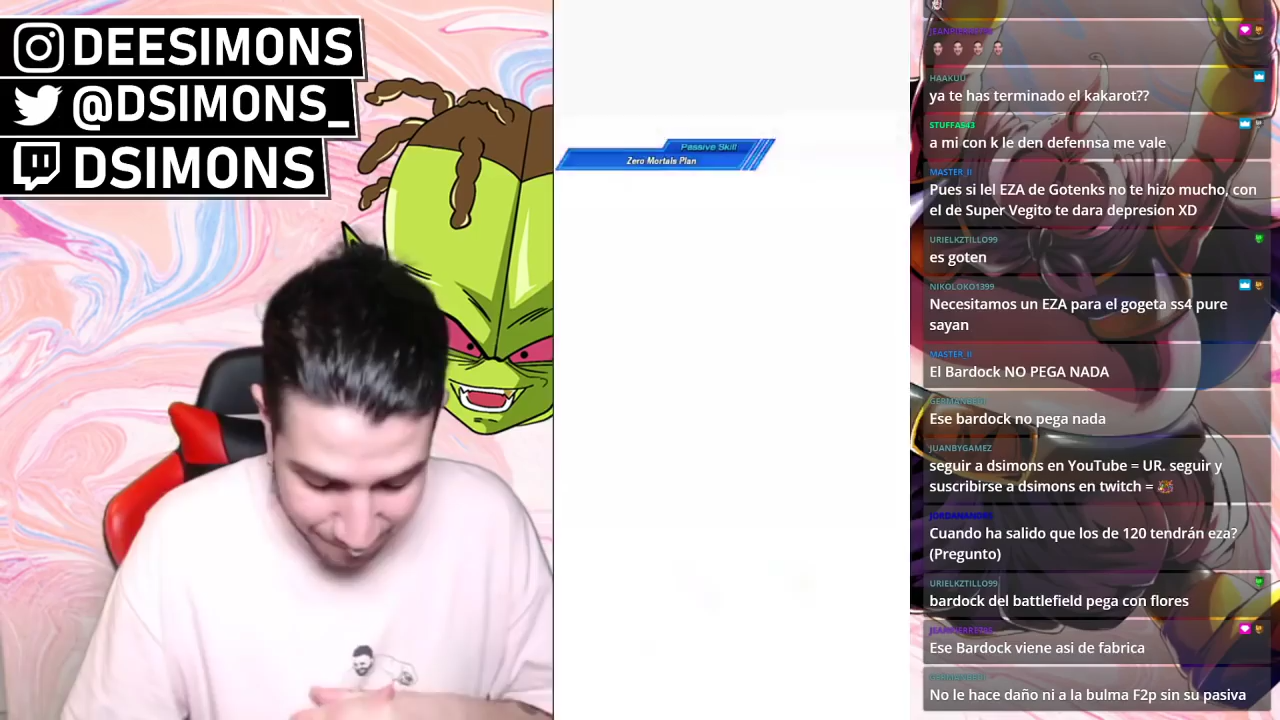 DEESIMONS
@DSIMONS_
DSIMONS
Passive Skill
Zero Mortals Plan
HAAKUU
ya te has terminado el kakarot??
STUFFA543
a mi con k le den defennsa me vale
MASTER_II
Pues si lel EZA de Gotenks no te hizo mucho, con
el de Super Vegito te dara depresion XD
URIELKZTILLO99
es goten
NIKOLOKO1399
Necesitamos un EZA para el gogeta ss4 pure
sayan
MASTER_II
El Bardock NO PEGA NADA
Ese bardock no pega nada
JUANBYGAMEZ
seguir a dsimons en YouTube = UR. seguir y
suscribirse a dsimons en twitch =
Cuando ha salido que los de 120 tendrán eza?
(Pregunto)
URIELKZTILLO99
bardock del battlefield pega con flores
Ese Bardock viene asi de fabrica
No le hace daño ni a la bulma F2p sin su pasiva